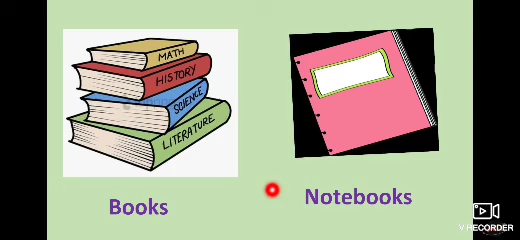 MATH
HISTORY
SCIENCE
LITERATURE
Books
Notebooks
V RECORDER